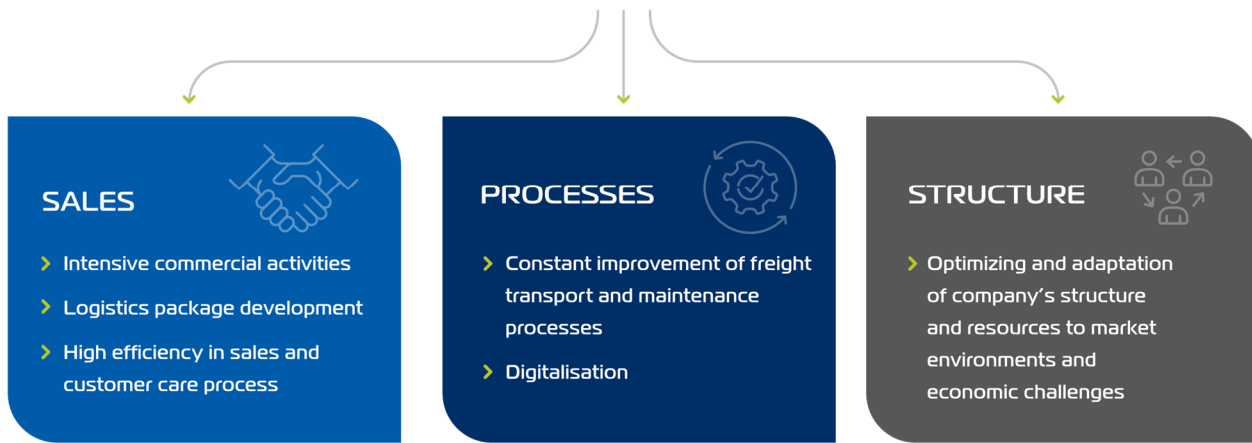 SALES
Intensive commercial activities
Logistics package development
High efficiency in sales and
customer care process
PROCESSES
Constant improvement of freight
transport and maintenance
processes
Digitalisation
STRUCTURE
Optimizing and adaptation
of company’s structure
and resources to market
environments and
economic challenges